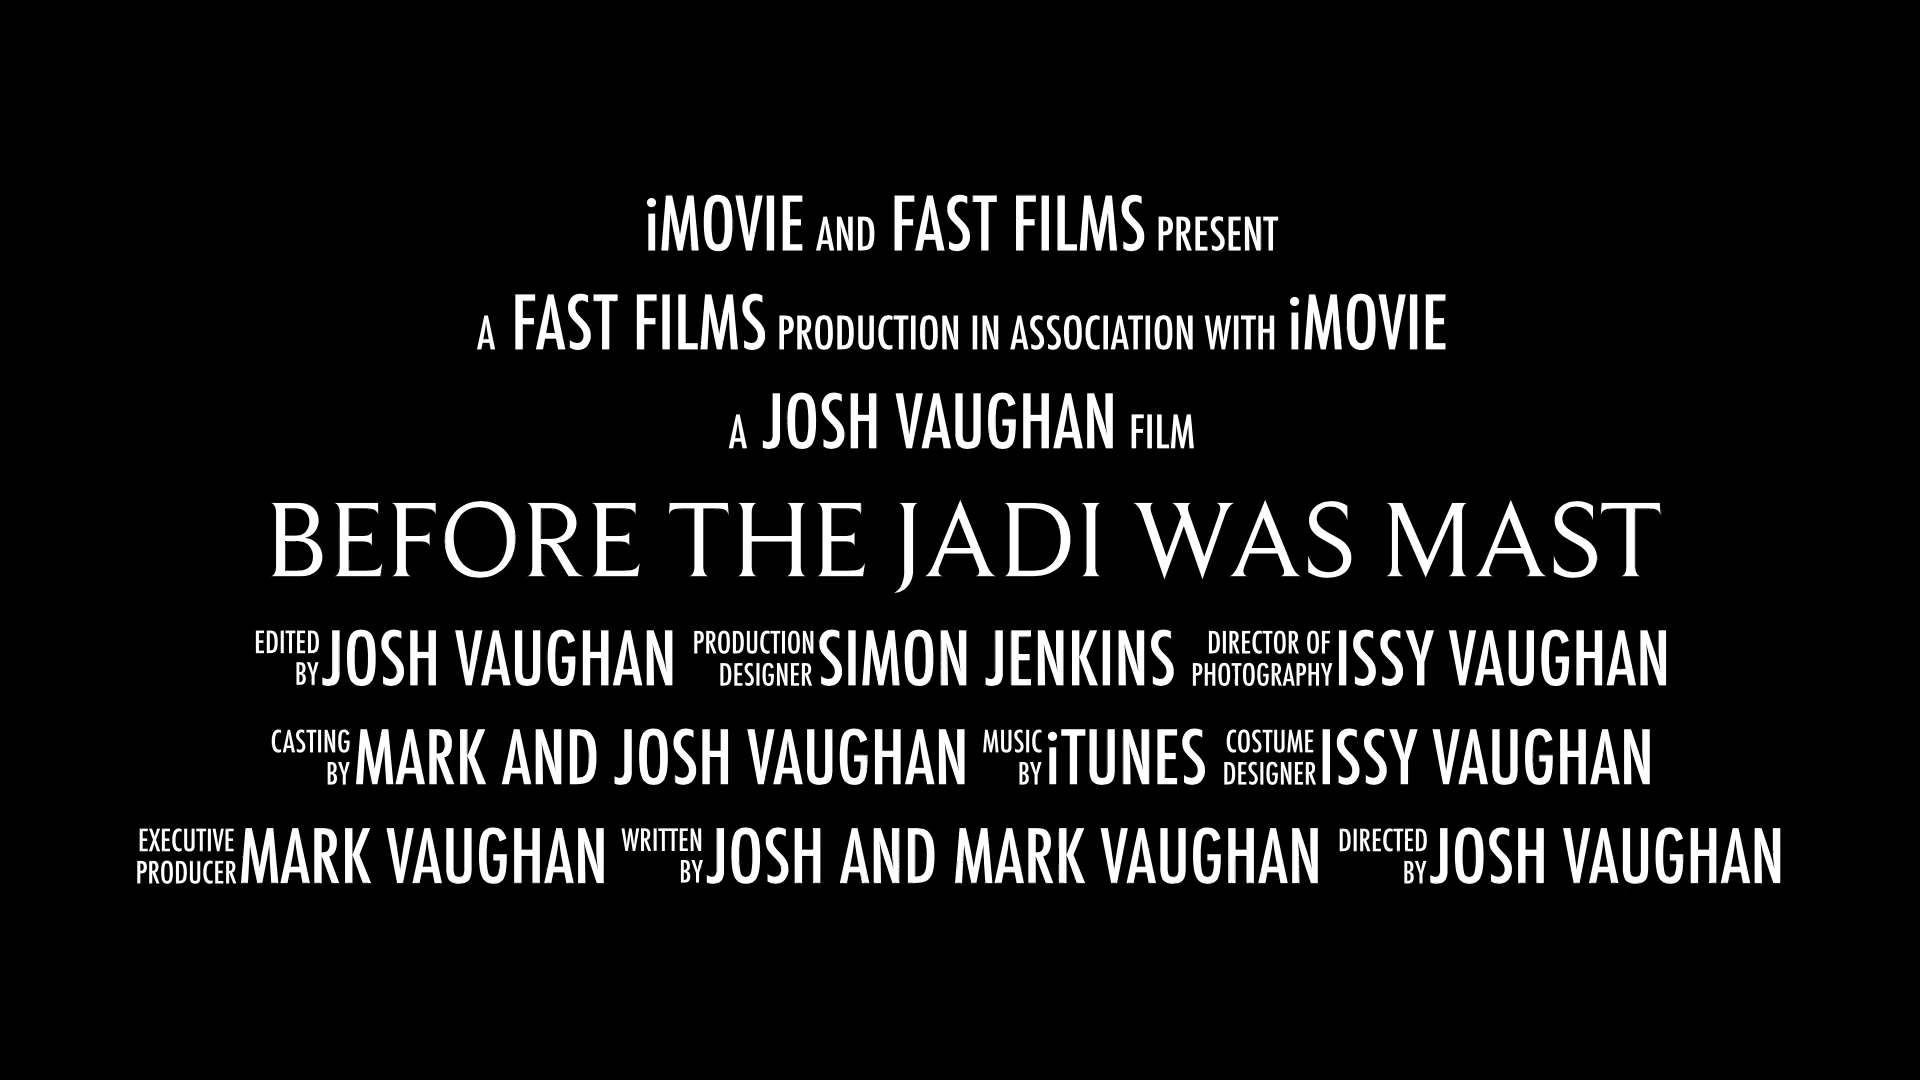 iMOVIE AND FAST FILMS PRESENT
A FAST FILMS PRODUCTION IN ASSOCIATION WITH iMOVIE
A JOSH VAUGHAN FILM
BEFORE THE JADI WAS MAST
EDITED BY JOSH VAUGHAN PRODUCTION DESIGNER SIMON JENKINS DIRECTOR OF PHOTOGRAPHY ISSY VAUGHAN
CASTING BY MARK AND JOSH VAUGHAN MUSIC BY iTUNES COSTUME DESIGNER ISSY VAUGHAN
EXECUTIVE PRODUCER MARK VAUGHAN WRITTEN BY JOSH AND MARK VAUGHAN DIRECTED BY JOSH VAUGHAN